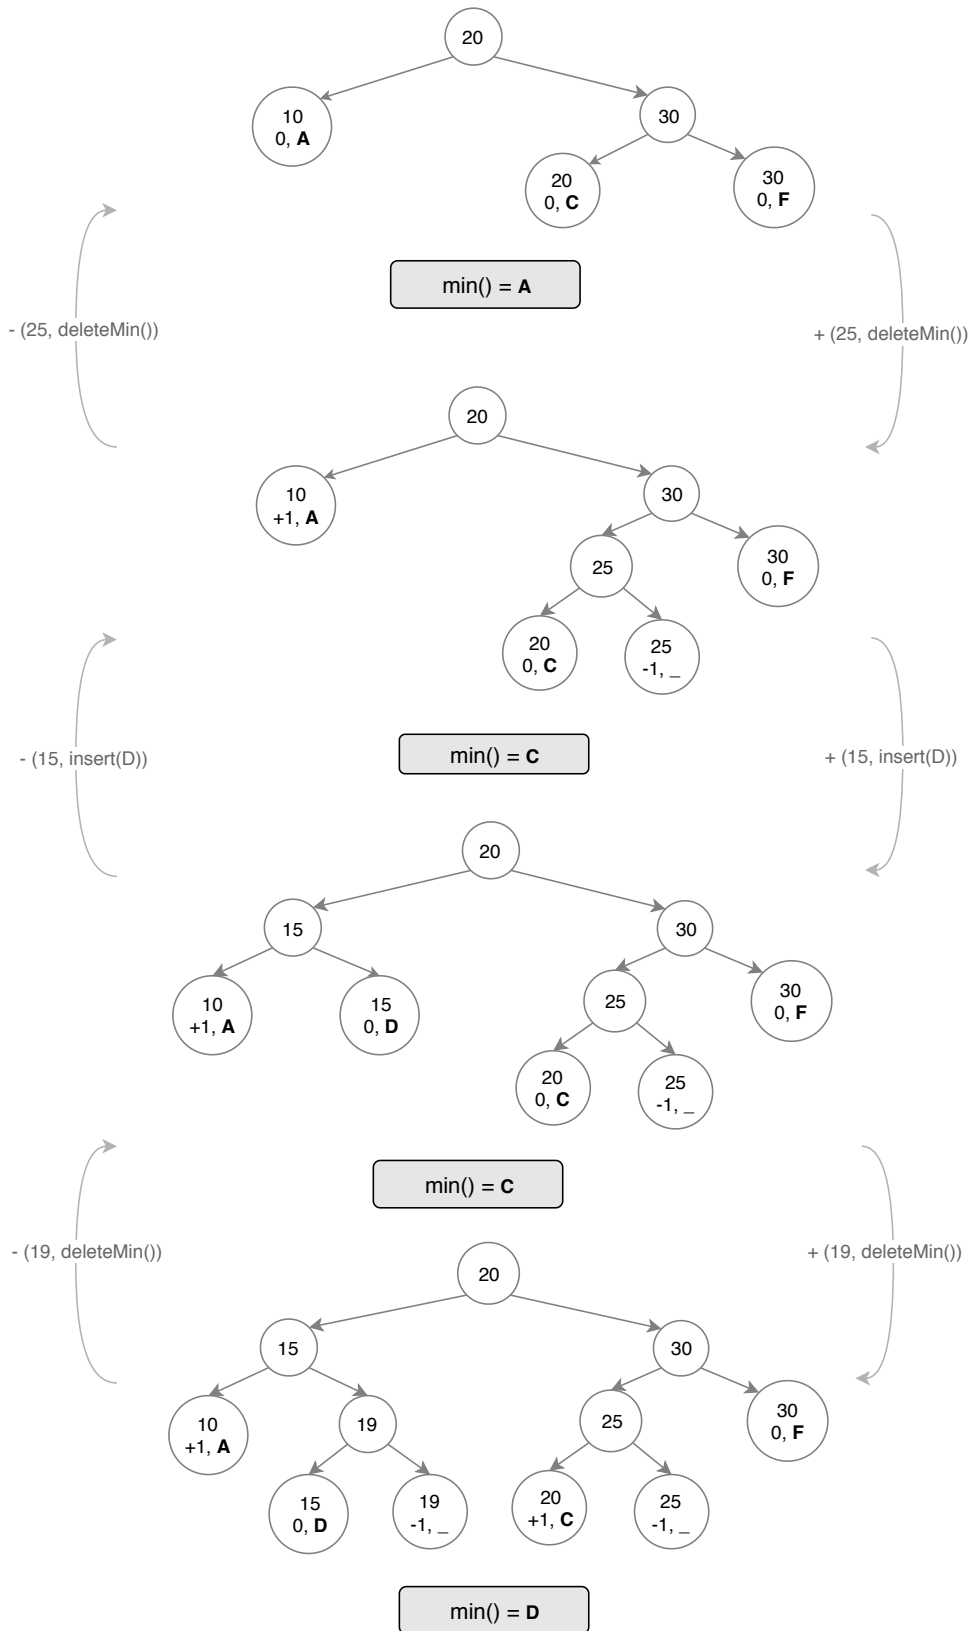 20
10
0, A
30
20
0, C
30
0, F
min() = A
- (25, deleteMin())
+ (25, deleteMin())
20
10
+1, A
30
25
30
0, F
20
0, C
25
-1, _
min() = C
- (15, insert(D))
+ (15, insert(D))
20
15
30
10
+1, A
15
0, D
25
30
0, F
20
0, C
25
-1, _
min() = C
- (19, deleteMin())
+ (19, deleteMin())
20
15
30
10
+1, A
19
25
30
0, F
15
0, D
19
-1, _
20
+1, C
25
-1, _
min() = D